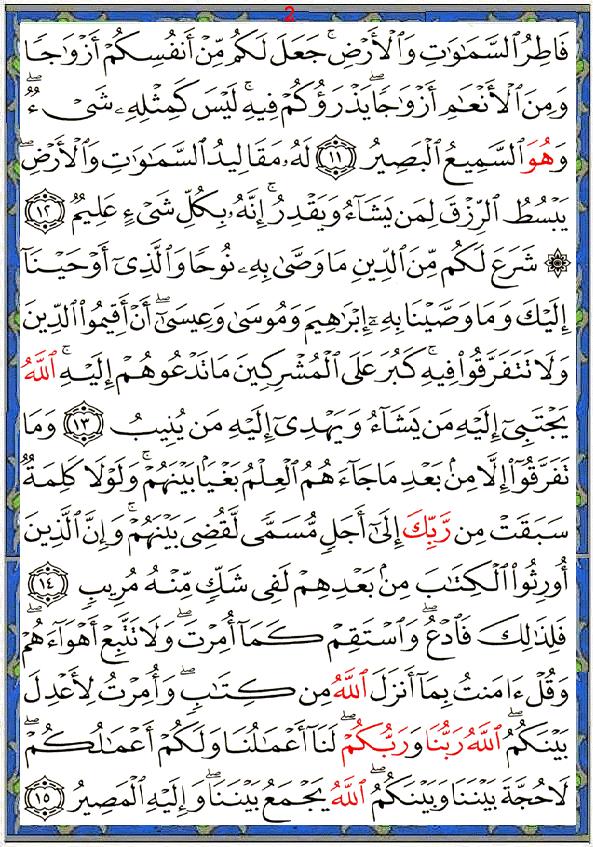 2
فَاطِرُ ٱلسَّمَٰوَٰتِ وَٱلْأَرْضِ ۚ جَعَلَ لَكُم مِّنْ أَنفُسِكُمْ أَزْوَٰجًا
وَمِنَ ٱلْأَنْعَٰمِ أَزْوَٰجًا ۖ يَذْرَؤُكُمْ فِيهِ ۚ لَيْسَ كَمِثْلِهِۦ شَىْءٌ ۖ
وَهُوَ ٱلسَّمِيعُ ٱلْبَصِيرُ ١١ لَهُۥ مَقَالِيدُ ٱلسَّمَٰوَٰتِ وَٱلْأَرْضِ ۖ
يَبْسُطُ ٱلرِّزْقَ لِمَن يَشَآءُ وَيَقْدِرُ ۚ إِنَّهُۥ بِكُلِّ شَىْءٍ عَلِيمٌ ١٢
۞ شَرَعَ لَكُم مِّنَ ٱلدِّينِ مَا وَصَّىٰ بِهِۦ نُوحًا وَٱلَّذِىٓ أَوْحَيْنَآ
إِلَيْكَ وَمَا وَصَّيْنَا بِهِۦٓ إِبْرَٰهِيمَ وَمُوسَىٰ وَعِيسَىٰٓ ۖ أَنْ أَقِيمُوا۟ ٱلدِّينَ
وَلَا تَتَفَرَّقُوا۟ فِيهِ ۚ كَبُرَ عَلَى ٱلْمُشْرِكِينَ مَا تَدْعُوهُمْ إِلَيْهِ ۚ ٱللَّهُ
يَجْتَبِىٓ إِلَيْهِ مَن يَشَآءُ وَيَهْدِىٓ إِلَيْهِ مَن يُنِيبُ ١٣ وَمَا
تَفَرَّقُوٓا۟ إِلَّا مِنۢ بَعْدِ مَا جَآءَهُمُ ٱلْعِلْمُ بَغْيًۢا بَيْنَهُمْ ۚ وَلَوْلَا كَلِمَةٌ
سَبَقَتْ مِن رَّبِّكَ إِلَىٰٓ أَجَلٍ مُّسَمًّى لَّقُضِىَ بَيْنَهُمْ ۚ وَإِنَّ ٱلَّذِينَ
أُورِثُوا۟ ٱلْكِتَٰبَ مِنۢ بَعْدِهِمْ لَفِى شَكٍّ مِّنْهُ مُرِيبٍ ١٤
فَلِذَٰلِكَ فَٱدْعُ ۖ وَٱسْتَقِمْ كَمَآ أُمِرْتَ ۖ وَلَا تَتَّبِعْ أَهْوَآءَهُمْ ۖ
وَقُلْ ءَامَنتُ بِمَآ أَنزَلَ ٱللَّهُ مِن كِتَٰبٍ ۖ وَأُمِرْتُ لِأَعْدِلَ
بَيْنَكُمُ ۖ ٱللَّهُ رَبُّنَا وَرَبُّكُمْ ۖ لَنَآ أَعْمَٰلُنَا وَلَكُمْ أَعْمَٰلُكُمْ ۖ
لَا حُجَّةَ بَيْنَنَا وَبَيْنَكُمُ ۖ ٱللَّهُ يَجْمَعُ بَيْنَنَا ۖ وَإِلَيْهِ ٱلْمَصِيرُ ١٥